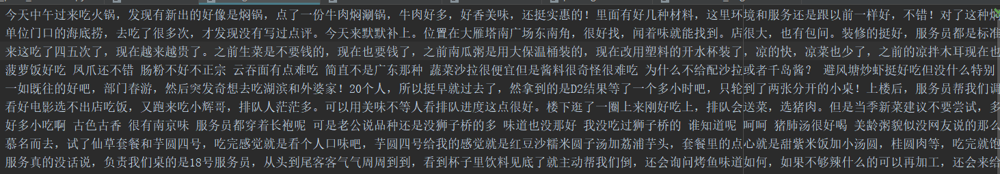 今天中午过来吃火锅，发现有新出的好像是焖锅，点了一份牛肉焖涮锅，牛肉好多，好香美味，还挺实惠的！里面有好几种材料，这里环境和服务还是跟以前一样好，不错！对了这种焖
单位门口的海底捞，去吃了很多次，才发现没有写过点评。今天来默默补上。位置在大雁塔南广场东南角，很好找，闻着味就能找到。店很大，也有包间。装修的挺好，服务员都是标准
来这吃了四五次了，现在越来越贵了。之前生菜是不要钱的，现在也要钱了，之前南瓜粥是用大保温桶装的，现在改用塑料的开水杯装了，凉的快，凉菜也少了，之前的凉拌木耳现在也
菠萝饭好吃 凤爪还不错 肠粉不好不正宗 云吞面有点难吃 简直不是广东那种 蔬菜沙拉很便宜但是酱料很奇怪很难吃 为什么不给配沙拉或者千岛酱？ 避风塘炒虾挺好吃但没什么特别
一如既往的好吧，部门春游，然后突发奇想去吃湖滨和外婆家！20个人，所以挺早就过去了，然拿到的是D2结果等了一个多小时吧，只轮到了两张分开的小桌！上楼后，服务员帮我们调
看好电影选不出店吃饭，又跑来吃小辉哥，排队人茫茫多。可以用美味不等人看排队进度这点很好。楼下逛了一圈上来刚好吃上，排队会送菜，选猪肉。但是当季新菜建议不要尝试，多
好多小吃啊 古色古香 很有南京味 服务员都穿着长袍呢 可是老公说品种还是没狮子桥的多 味道也没那好 我没吃过狮子桥的 谁知道呢 呵呵 猪肺汤很好喝 美龄粥貌似没网友说的那么
慕名而去，试了仙草套餐和芋圆四号，吃完感觉就是看个人口味吧，芋圆四号给我的感觉就是红豆沙糯米圆子汤加荔浦芋头，套餐里的点心就是甜紫米饭加小汤圆，桂圆肉等，吃完就饱
服务真的没话说，负责我们桌的是18号服务员，从头到尾客客气气周周到到，看到杯子里饮料见底了就主动帮我们倒，还会询问烤鱼味道如何，如果不够辣什么的可以再加工，还会来给